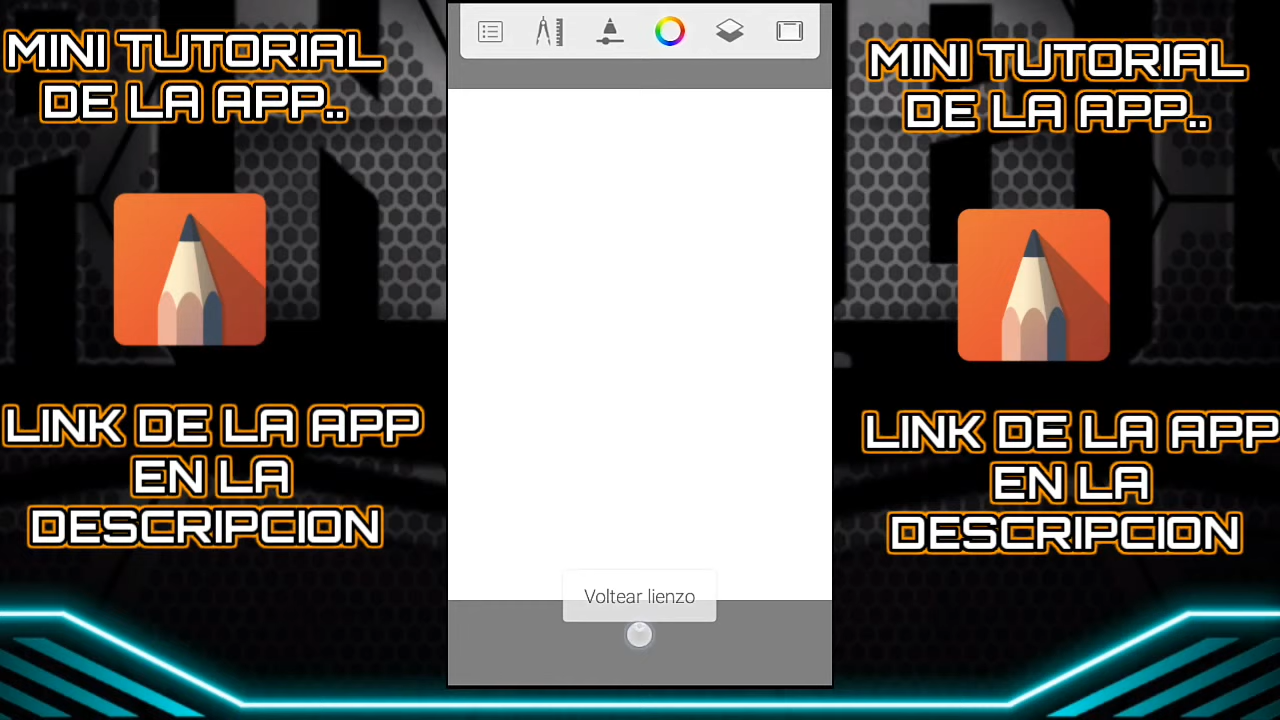 MINI TUTORIAL
DE LA APP..
LINK DE LA APP
EN LA
DESCRIPCION
Voltear lienzo
MINI TUTORIAL
DE LA APP..
LINK DE LA APP
EN LA
DESCRIPCION